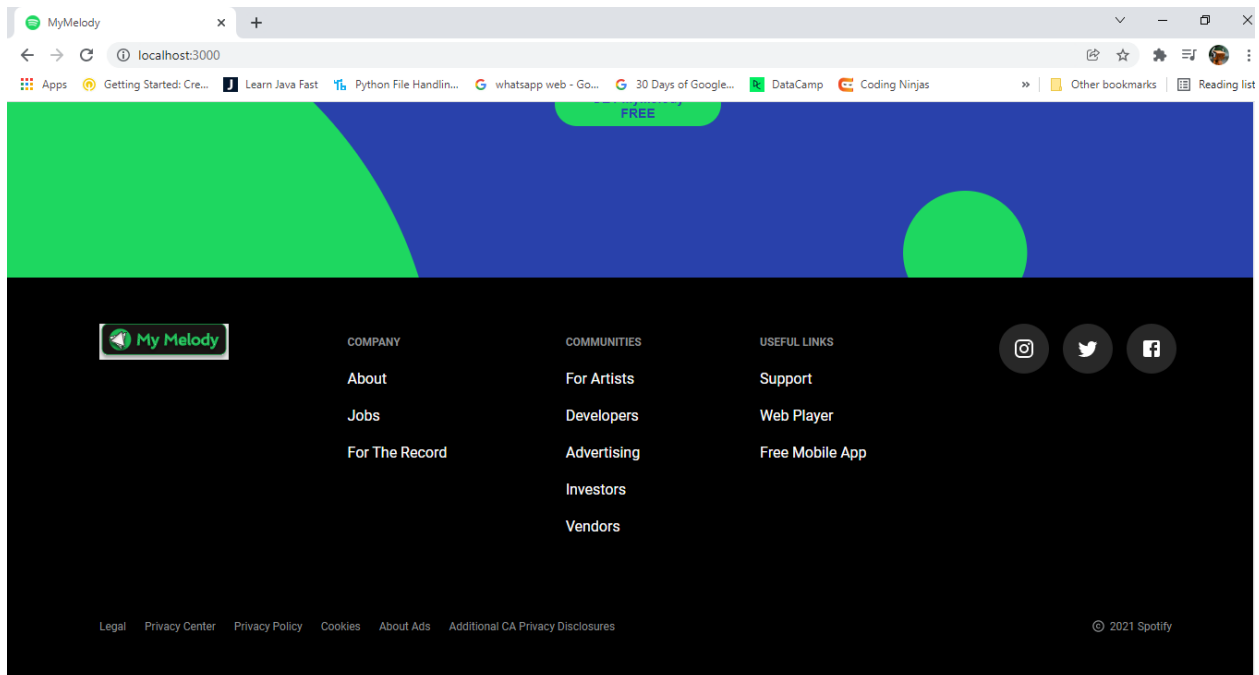 MyMelody
localhost:3000
Apps Getting Started: Cre... Learn Java Fast Python File Handlin... whatsapp web - Go... 30 Days of Google... DataCamp Coding Ninjas » Other bookmarks Reading list
MyMelody
FREE
My Melody
COMPANY
About
Jobs
For The Record
COMMUNITIES
For Artists
Developers
Advertising
Investors
Vendors
USEFUL LINKS
Support
Web Player
Free Mobile App
Legal Privacy Center Privacy Policy Cookies About Ads Additional CA Privacy Disclosures
© 2021 Spotify